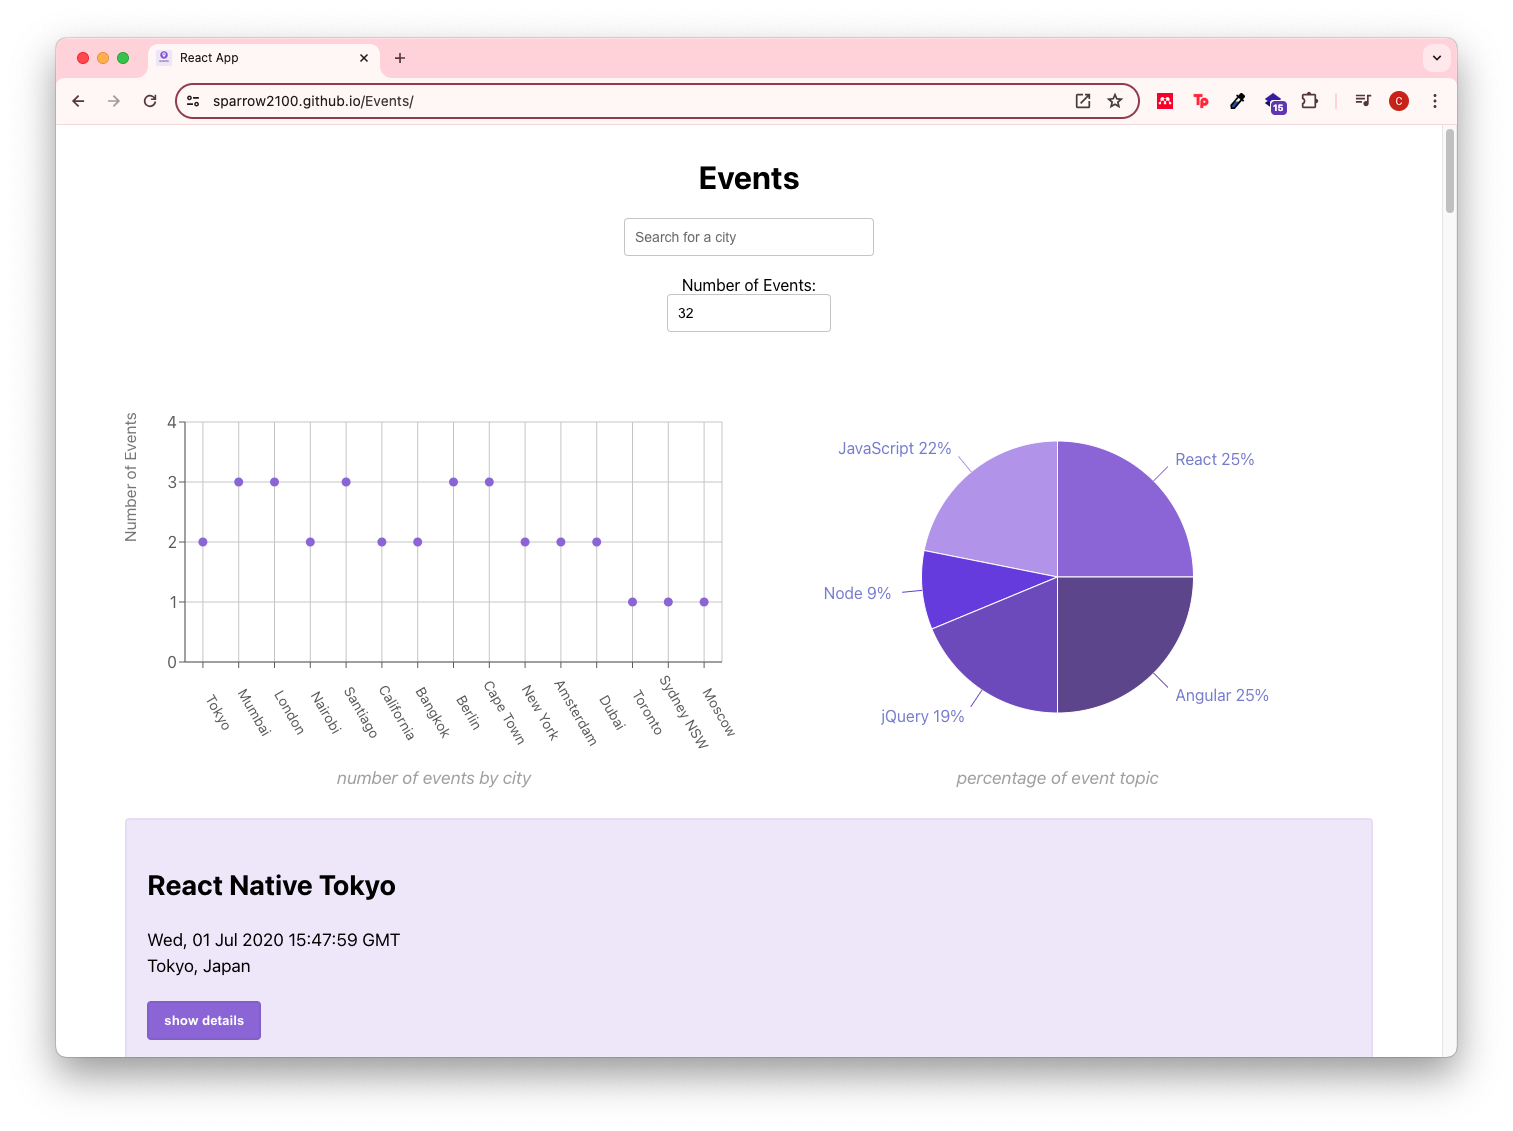 React App
sparrow2100.github.io/Events/
15
C
Events
Search for a city
Number of Events:
32
Number of Events
4
3
2
1
0
Tokyo
Mumbai
London
Nairobi
Santiago
California
Bangkok
Berlin
Cape Town
New York
Amsterdam
Dubai
Toronto
Sydney NSW
Moscow
number of events by city
JavaScript 22%
React 25%
Node 9%
Angular 25%
jQuery 19%
percentage of event topic
React Native Tokyo
Wed, 01 Jul 2020 15:47:59 GMT
Tokyo, Japan
show details